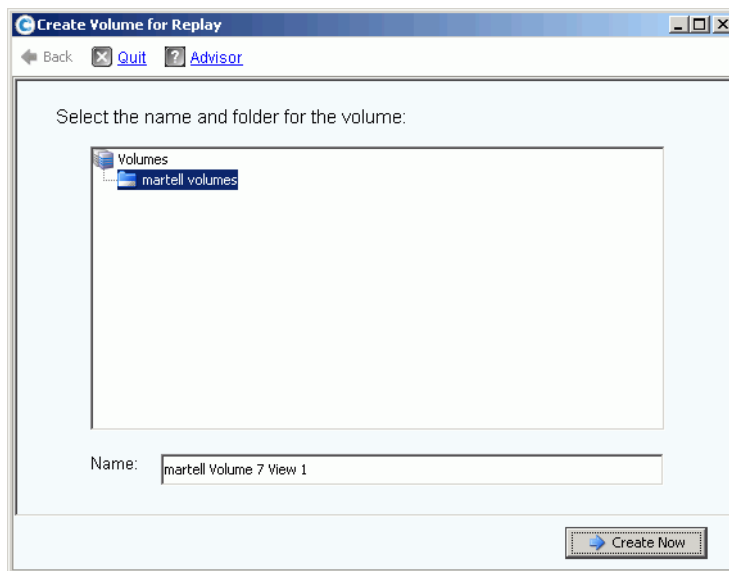 Create Volume for Replay
Back Quit Advisor
Select the name and folder for the volume:
Volumes
martell volumes
Name: martell Volume 7 View 1
Create Now